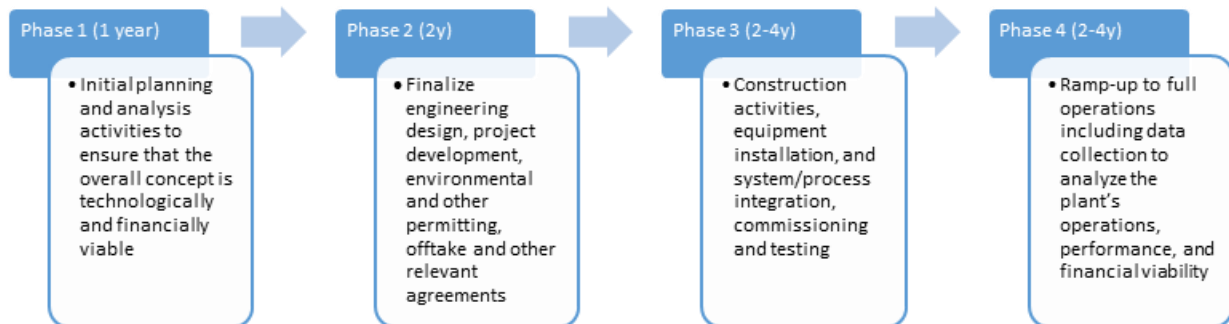 Phase 1 (1 year)
• Initial planning
and analysis
activities to
ensure that the
overall concept is
technologically
and financially
viable
Phase 2 (2y)
• Finalize
engineering
design, project
development,
environmental
and other
permitting,
offtake and other
relevant
agreements
Phase 3 (2-4y)
• Construction
activities,
equipment
installation, and
system/process
integration,
commissioning
and testing
Phase 4 (2-4y)
• Ramp-up to full
operations
including data
collection to
analyze the
plant's
operations,
performance, and
financial viability